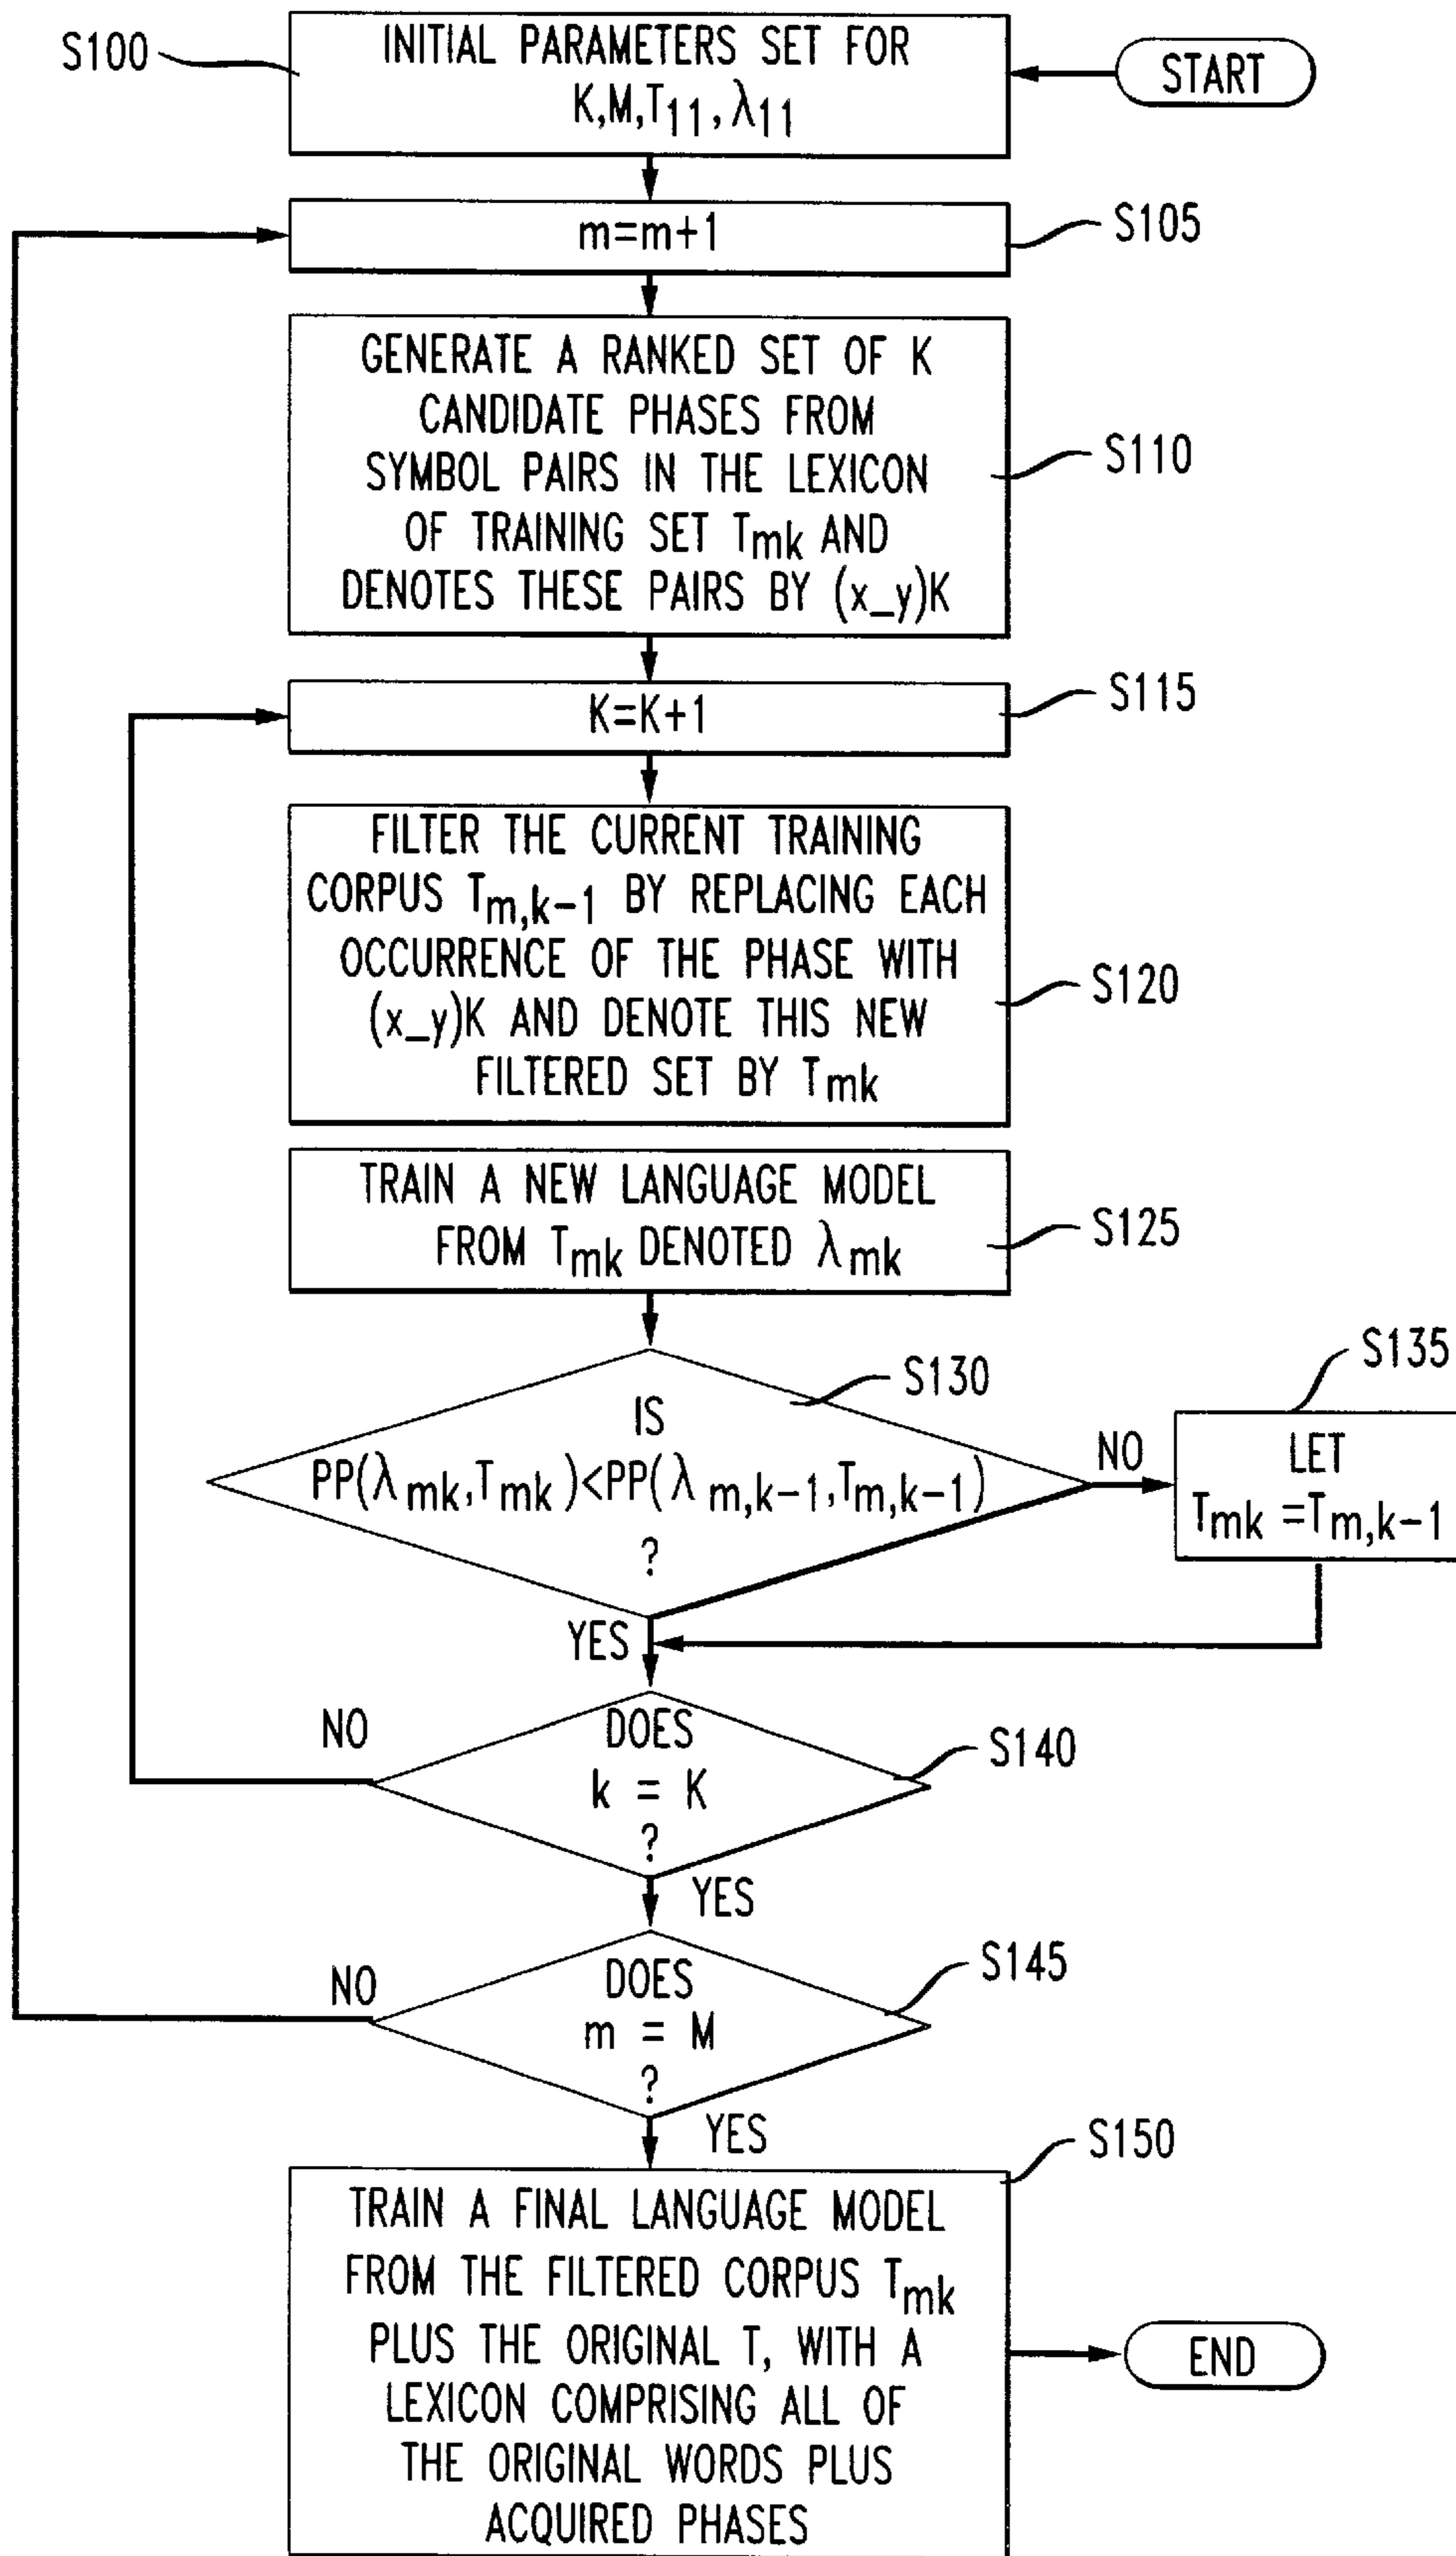 S100
INITIAL PARAMETERS SET FOR
K,M,T11,λ11
START
m=m+1
S105
GENERATE A RANKED SET OF K
CANDIDATE PHASES FROM
SYMBOL PAIRS IN THE LEXICON
OF TRAINING SET Tmk AND
DENOTES THESE PAIRS BY (x_y)K
S110
K=K+1
S115
FILTER THE CURRENT TRAINING
CORPUS Tm,k-1 BY REPLACING EACH
OCCURRENCE OF THE PHASE WITH
(x_y)K AND DENOTE THIS NEW
FILTERED SET BY Tmk
S120
TRAIN A NEW LANGUAGE MODEL
FROM Tmk DENOTED λmk
S125
S130
IS
PP(λmk,Tmk)<PP(λm,k-1,Tm,k-1)
?
NO
S135
LET
Tmk =Tm,k-1
YES
NO
DOES
k = K
?
S140
YES
NO
DOES
m = M
?
S145
YES
S150
TRAIN A FINAL LANGUAGE MODEL
FROM THE FILTERED CORPUS Tmk
PLUS THE ORIGINAL T, WITH A
LEXICON COMPRISING ALL OF
THE ORIGINAL WORDS PLUS
ACQUIRED PHASES
END